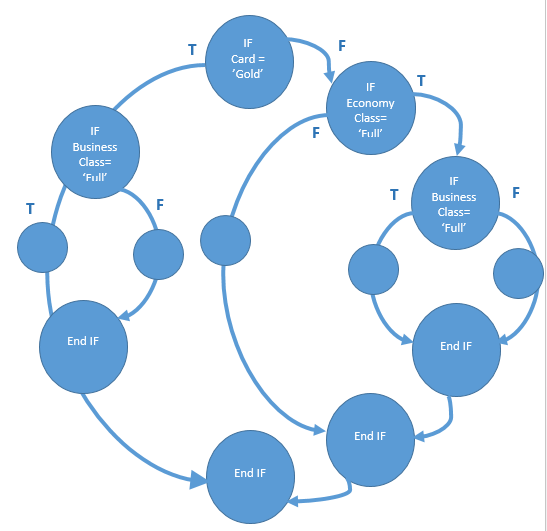 IF
Card =
'Gold'
T
F
IF
Economy
Class=
'Full'
T
F
IF
Business
Class=
'Full'
T
F
IF
Business
Class=
'Full'
T
F
End IF
End IF
End IF
End IF